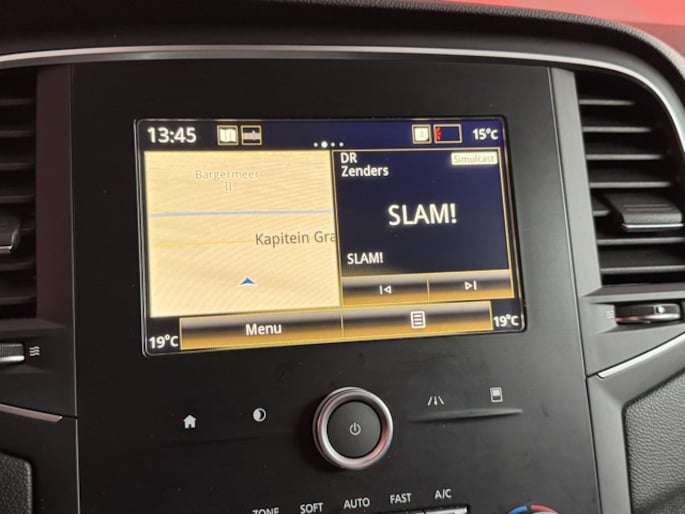 13:45
2
15°C
Bargermeer
II
Kapitein Gra
DR
Zenders
Simulcast
SLAM!
SLAM!
19°C
Menu
19°C
ZONE
SOFT
AUTO
FAST
A/C